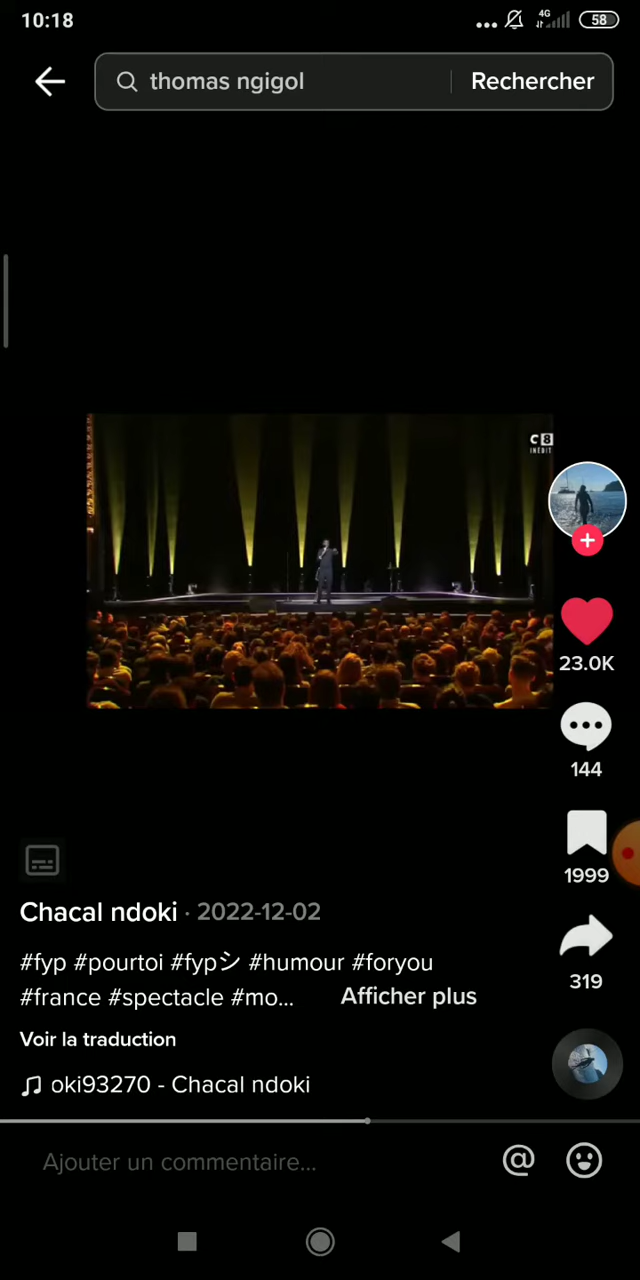 10:18
4G
58
thomas ngigol
Rechercher
C8
INÉDIT
23.0K
144
1999
319
Chacal ndoki · 2022-12-02
#fyp #pourtoi #fypシ #humour #foryou
#france #spectacle #mo... Afficher plus
Voir la traduction
oki93270 - Chacal ndoki
Ajouter un commentaire...
@